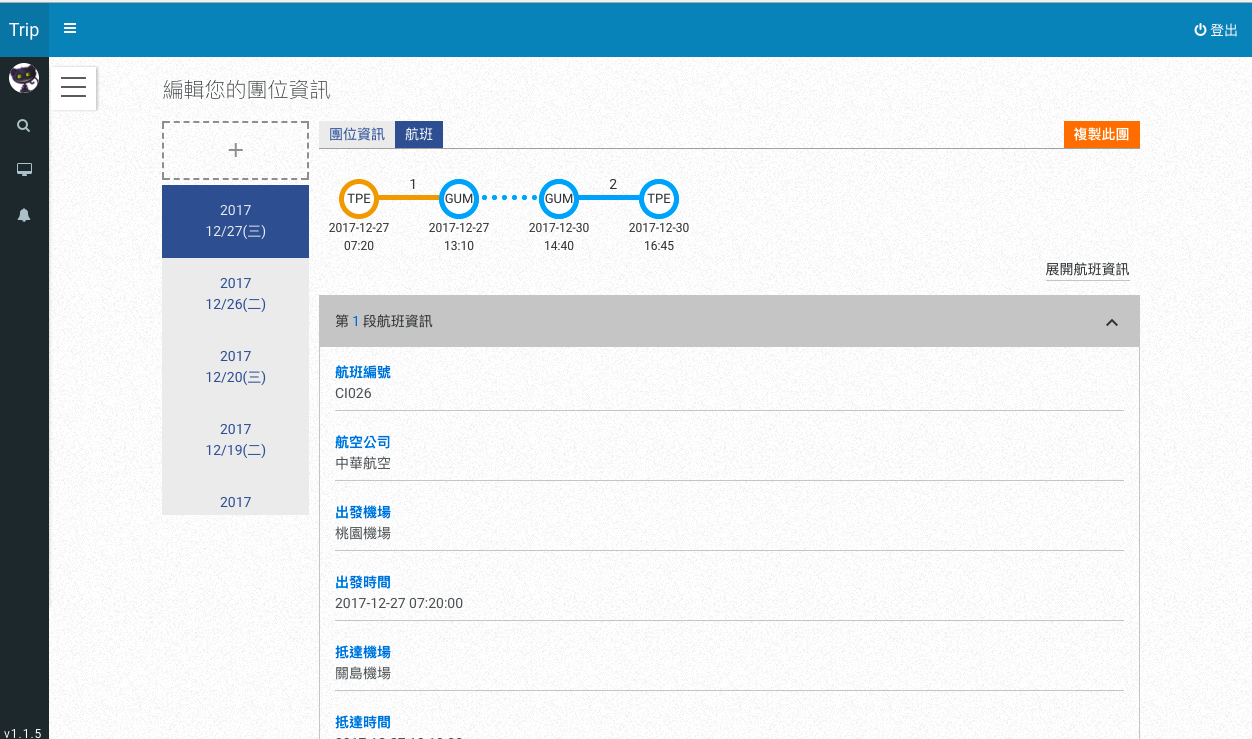 Trip
登出
編輯您的團位資訊
+
2017
12/27(三)
2017
12/26(二)
2017
12/20(三)
2017
12/19(二)
2017
團位資訊 航班
複製此團
1 2
TPE GUM GUM TPE
2017-12-27 2017-12-27 2017-12-30 2017-12-30
07:20 13:10 14:40 16:45
展開航班資訊
第 1 段航班資訊
航班編號
CI026
航空公司
中華航空
出發機場
桃園機場
出發時間
2017-12-27 07:20:00
抵達機場
關島機場
抵達時間
v1.1.5